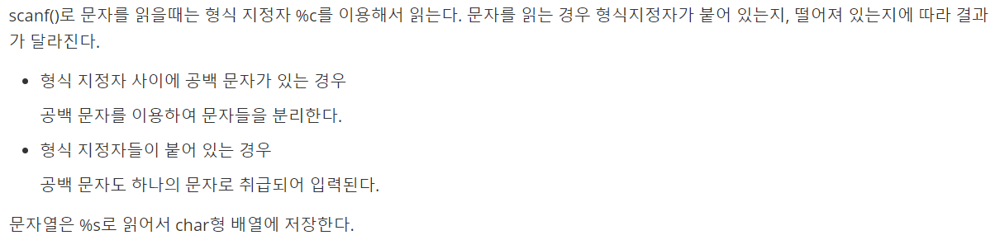 scanf()로 문자를 읽을때는 형식 지정자 %c를 이용해서 읽는다. 문자를 읽는 경우 형식지정자가 붙어 있는지, 떨어져 있는지에 따라 결과
가 달라진다.
• 형식 지정자 사이에 공백 문자가 있는 경우
공백 문자를 이용하여 문자들을 분리한다.
• 형식 지정자들이 붙어 있는 경우
공백 문자도 하나의 문자로 취급되어 입력된다.
문자열은 %s로 읽어서 char형 배열에 저장한다.